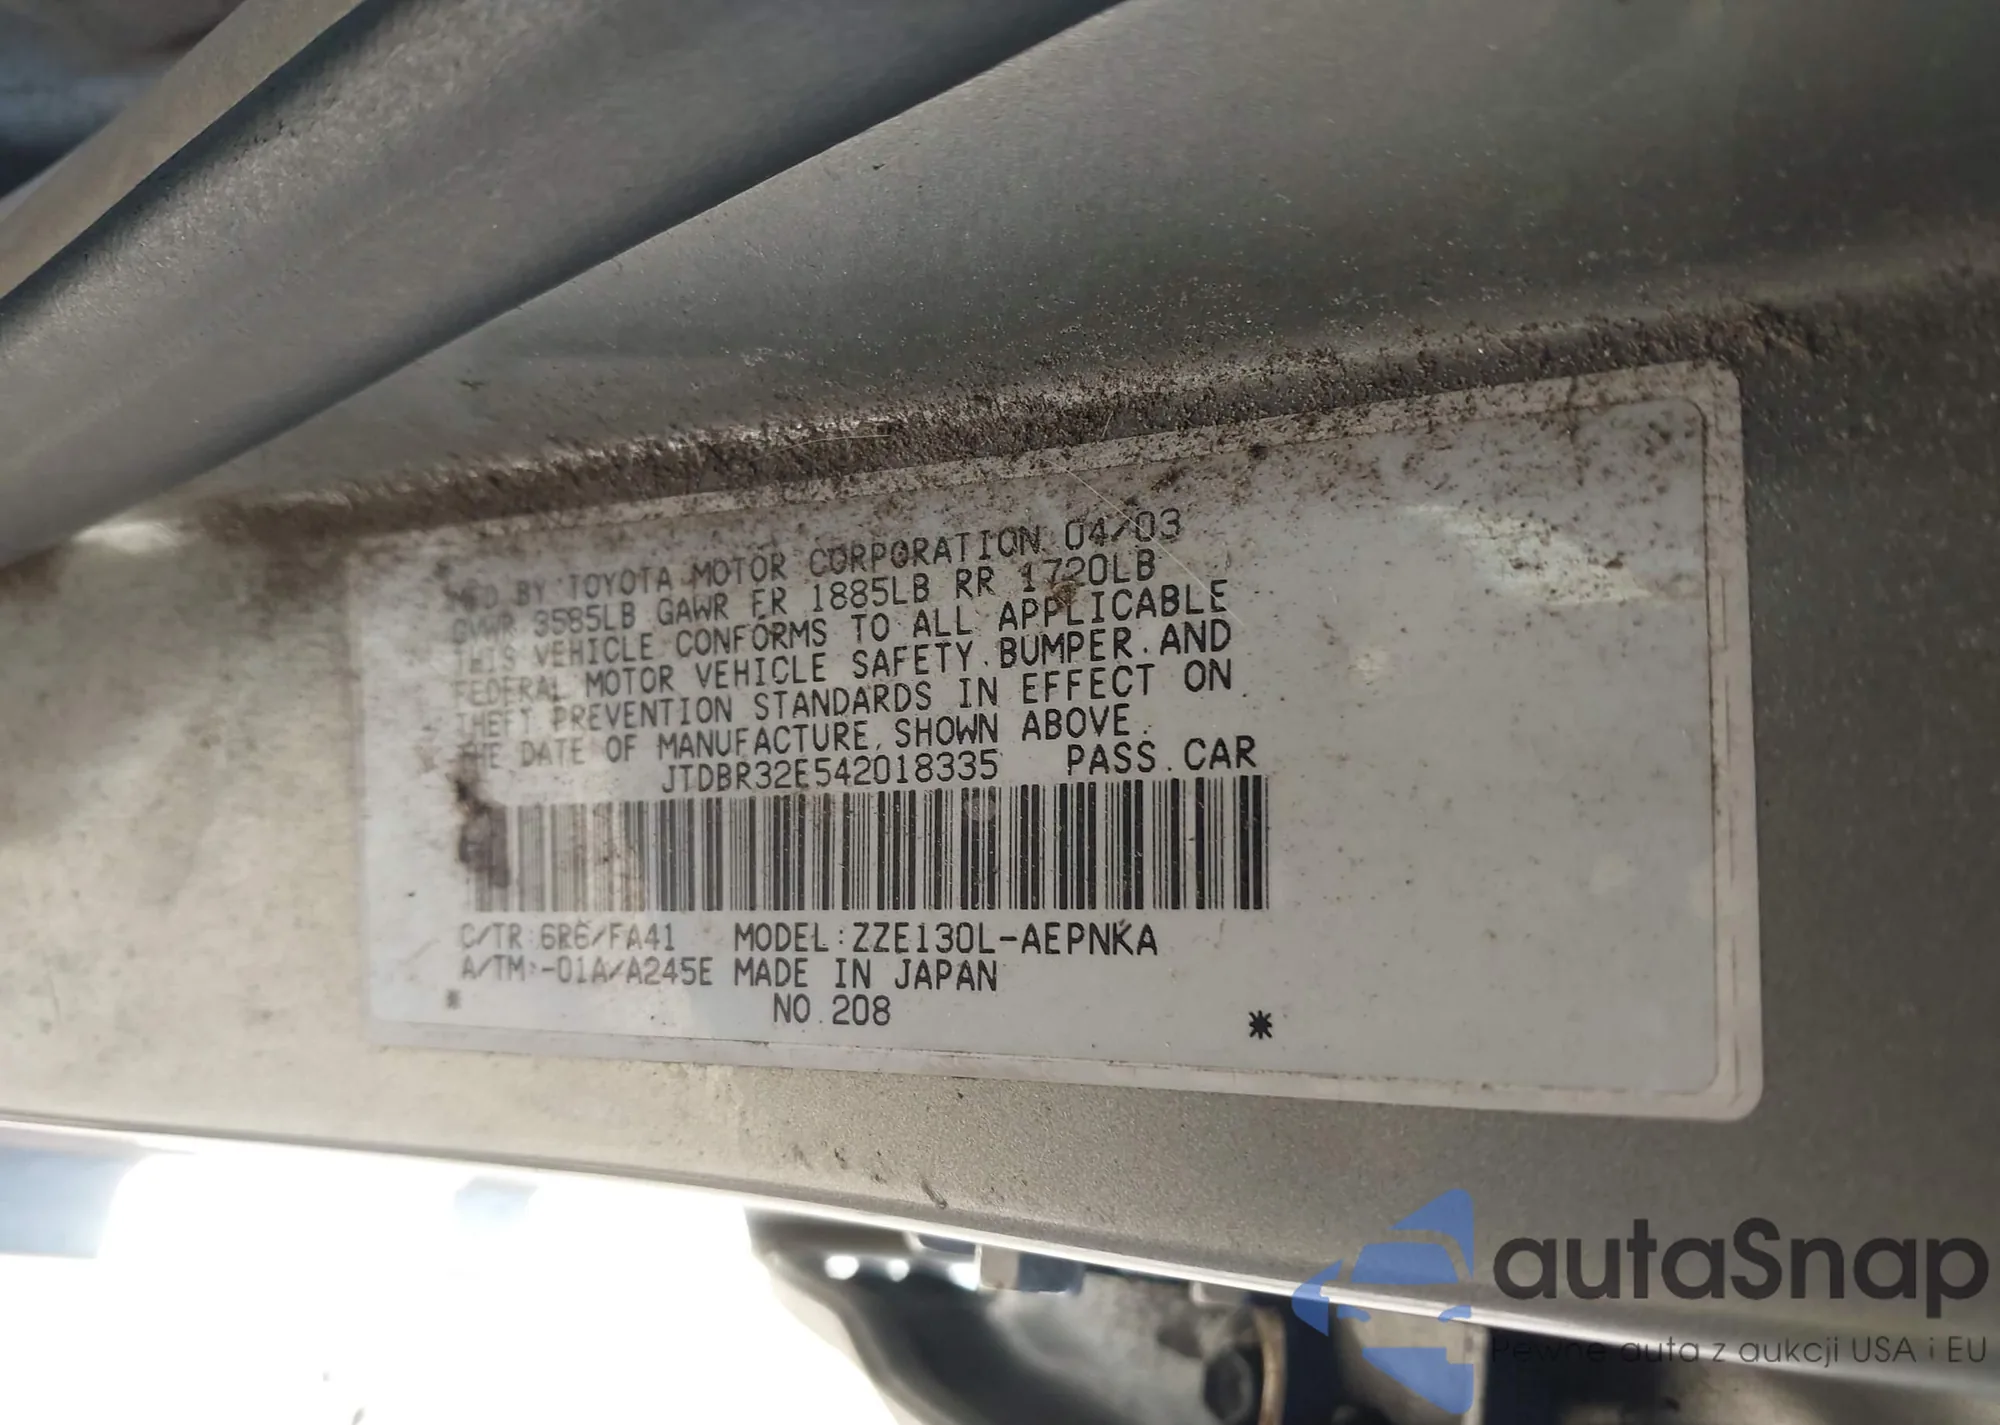 MFD BY TOYOTA MOTOR CORPORATION 04/03
GVWR 3585LB GAWR FR 1885LB RR 1720LB
THIS VEHICLE CONFORMS TO ALL APPLICABLE
FEDERAL MOTOR VEHICLE SAFETY, BUMPER, AND
THEFT PREVENTION STANDARDS IN EFFECT ON
THE DATE OF MANUFACTURE, SHOWN ABOVE.
JTDBR32E542018335 PASS. CAR
C/TR:6R6/FA41 MODEL:ZZE130L-AEPNKA
A/TM:-01A/A245E MADE IN JAPAN
NO.208
autaSnap
Pewne auta z aukcji USA i EU